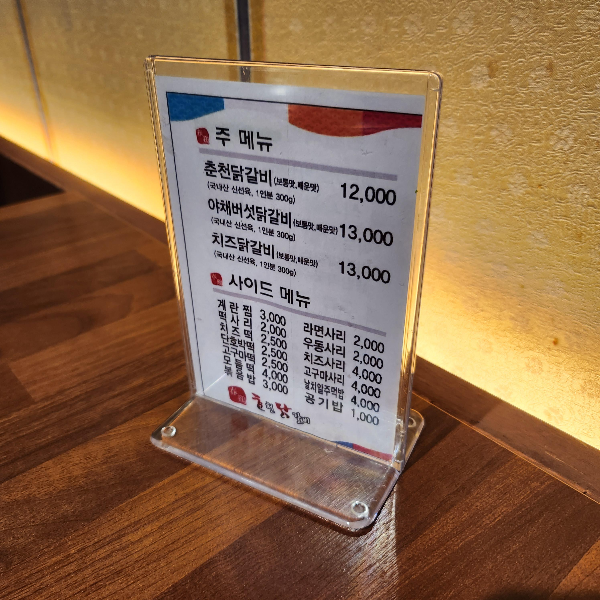 주 메뉴
춘천닭갈비(보통맛,매운맛) 12,000
(국내산 신선육, 1인분 300g)
야채버섯닭갈비(보통맛,매운맛) 13,000
(국내산 신선육, 1인분 300g)
치즈닭갈비(보통맛,매운맛) 13,000
(국내산 신선육, 1인분 300g)
사이드 메뉴
계란찜 3,000
떡사리 2,000
치즈떡 2,500
단호박떡 2,500
고구마떡 2,500
모듬떡 4,000
볶음밥 3,000
라면사리 2,000
우동사리 2,000
치즈사리 4,000
고구마사리 4,000
날치알주먹밥 4,000
공기밥 1,000